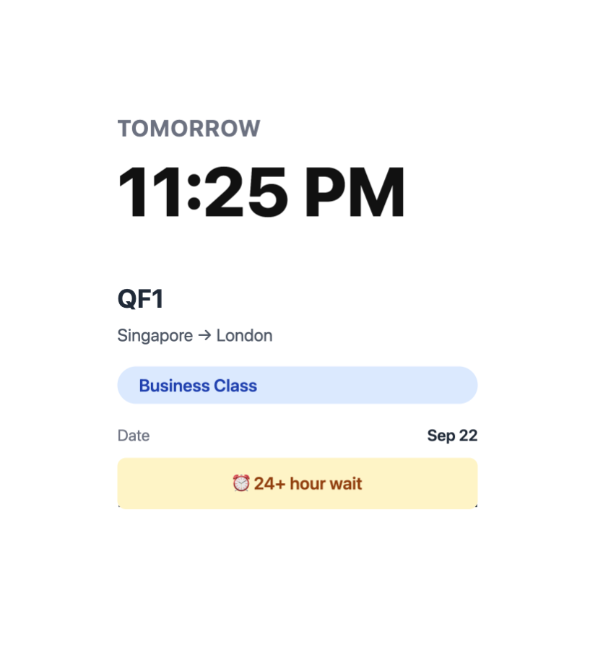 TOMORROW
11:25 PM
QF1
Singapore → London
Business Class
Date Sep 22
⏰ 24+ hour wait